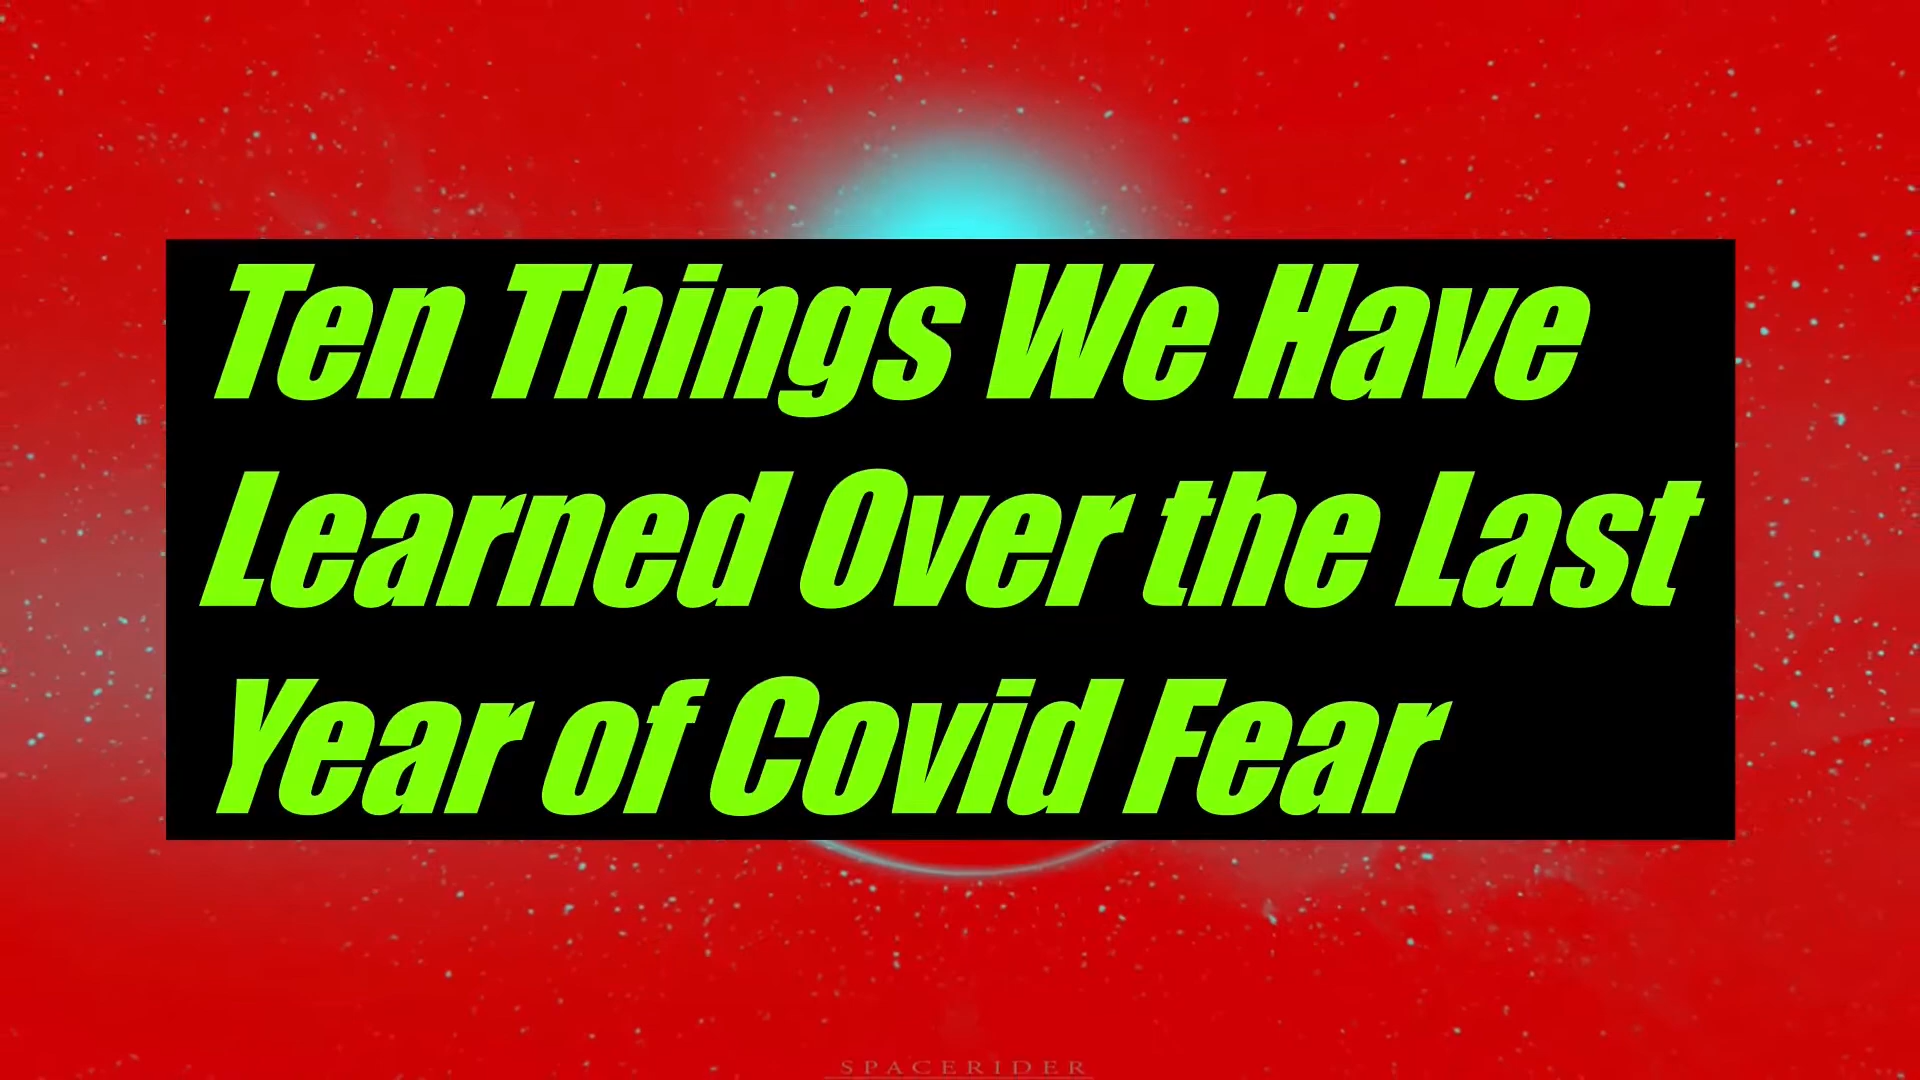 Ten Things We Have
Learned Over the Last
Year of Covid Fear
SPACERIDER